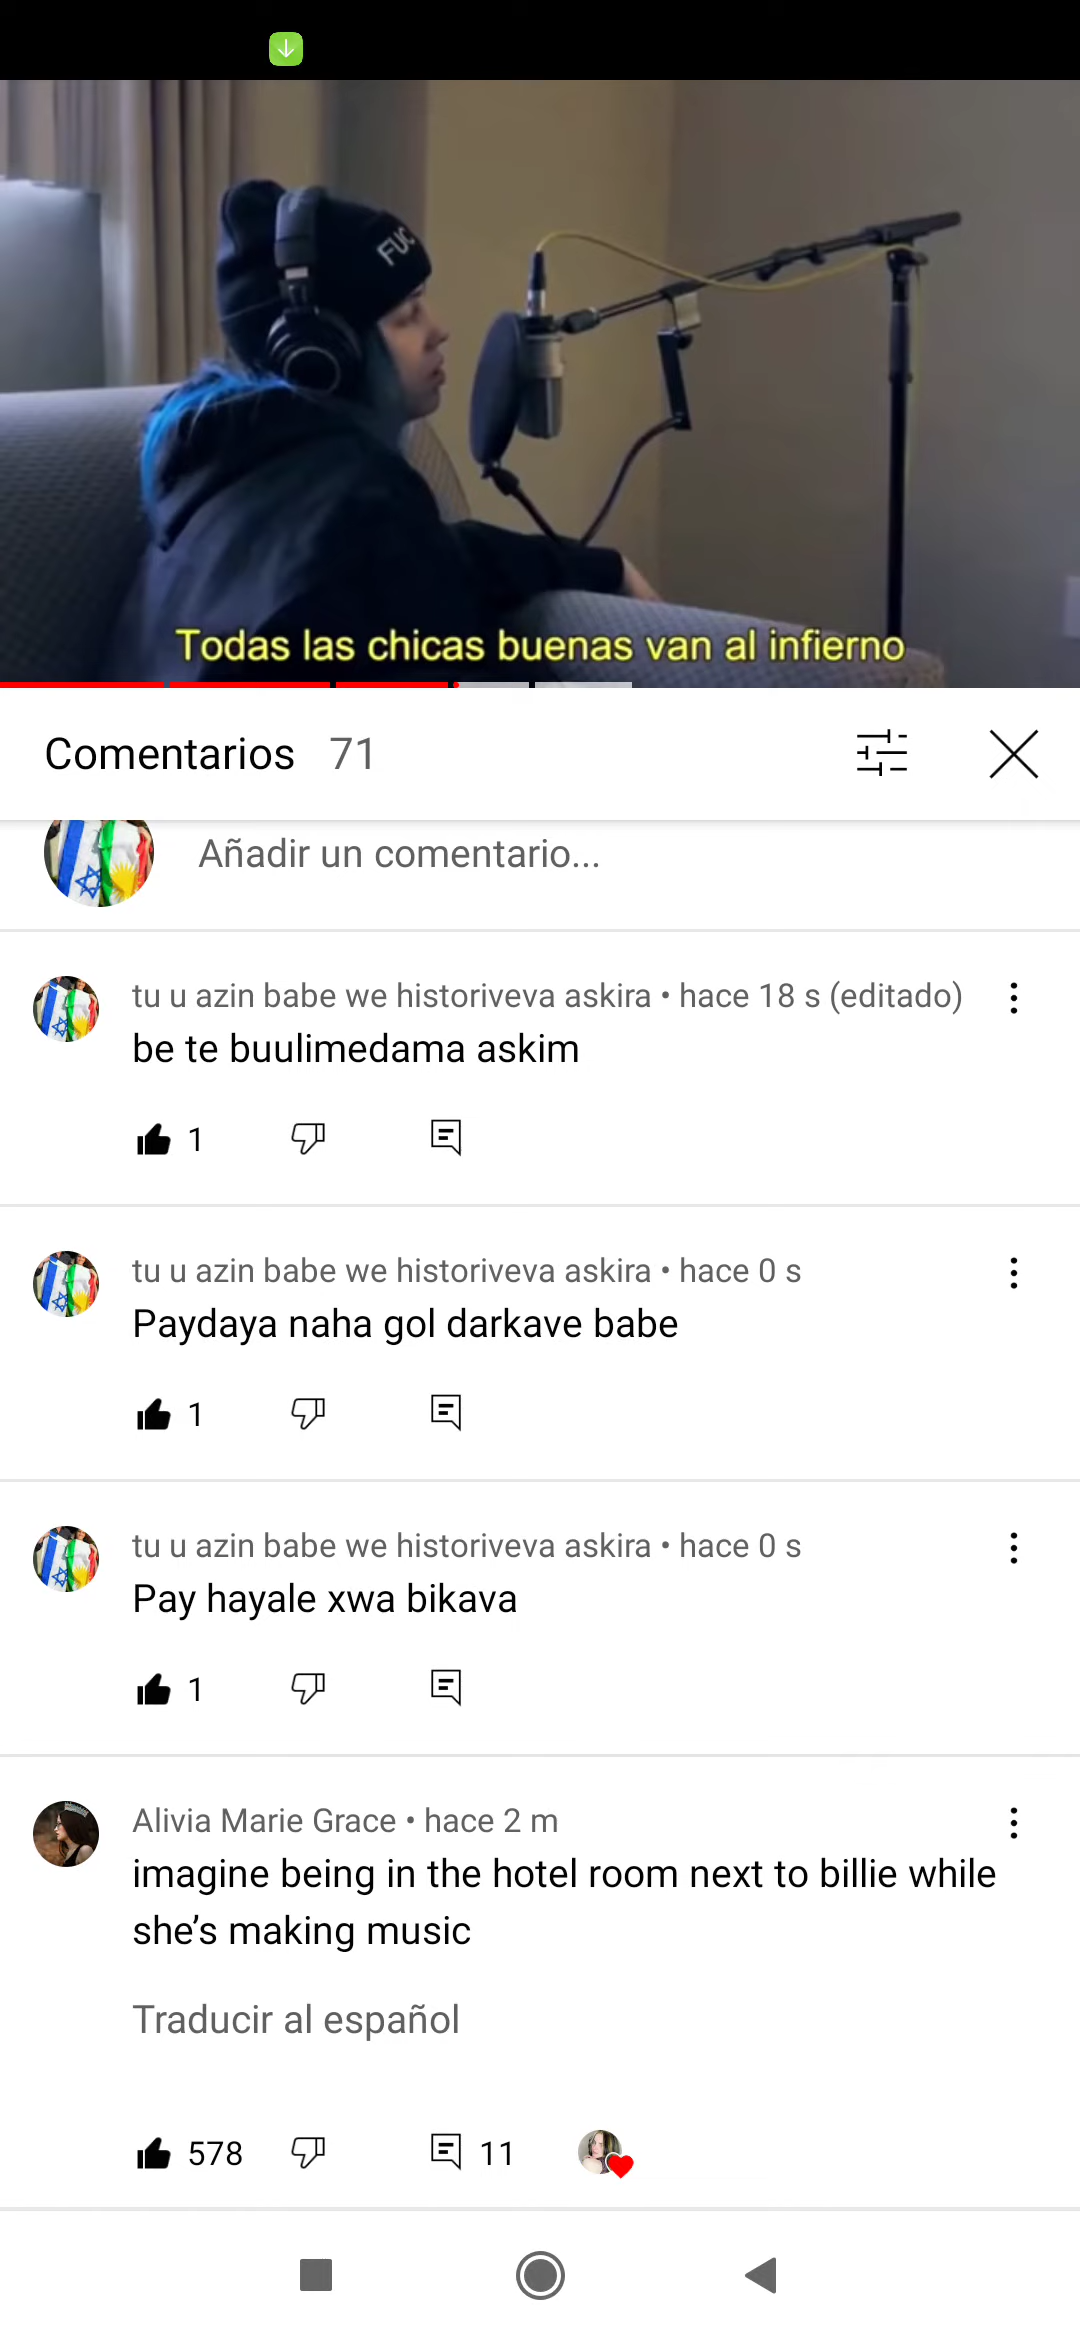 FUC
Todas las chicas buenas van al infierno
Comentarios 71
Añadir un comentario...
tu u azin babe we historiveva askira • hace 18 s (editado)
be te buulimedama askim
1
tu u azin babe we historiveva askira • hace 0 s
Paydaya naha gol darkave babe
1
tu u azin babe we historiveva askira • hace 0 s
Pay hayale xwa bikava
1
Alivia Marie Grace • hace 2 m
imagine being in the hotel room next to billie while
she’s making music
Traducir al español
578 11